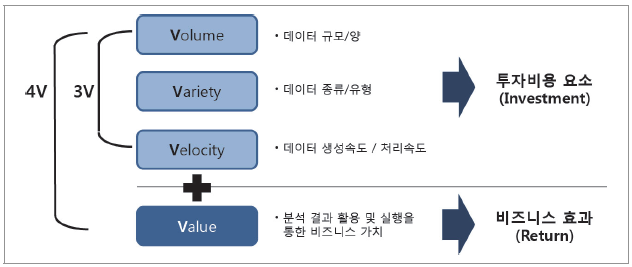 4V
3V
Volume
• 데이터 규모/양
Variety
• 데이터 종류/유형
Velocity
• 데이터 생성속도 / 처리속도
투자비용 요소
(Investment)
Value
• 분석 결과 활용 및 실행을
통한 비즈니스 가치
비즈니스 효과
(Return)